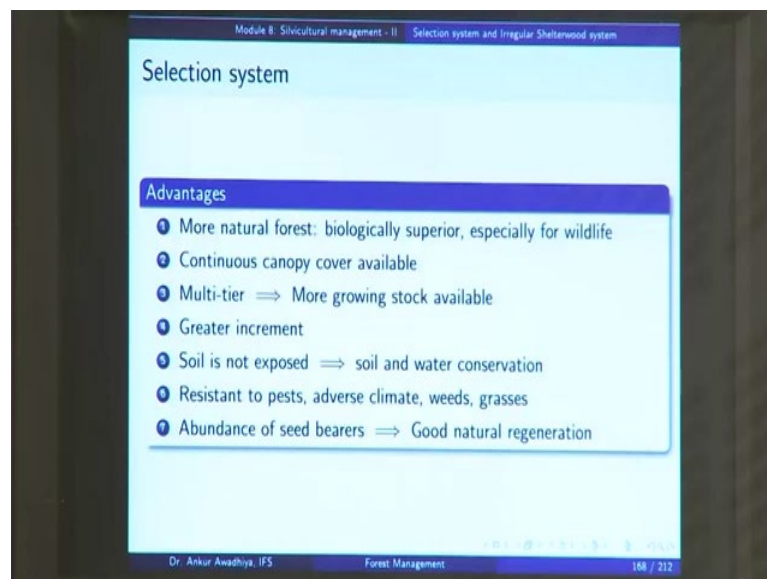 Module 8: Silvicultural management - II Selection system and Irregular Shelterwood system
Selection system
Advantages
1 More natural forest: biologically superior, especially for wildlife
2 Continuous canopy cover available
3 Multi-tier ⟹ More growing stock available
4 Greater increment
5 Soil is not exposed ⟹ soil and water conservation
6 Resistant to pests, adverse climate, weeds, grasses
7 Abundance of seed bearers ⟹ Good natural regeneration
Dr. Ankur Awadhiya, IFS Forest Management 168 / 212